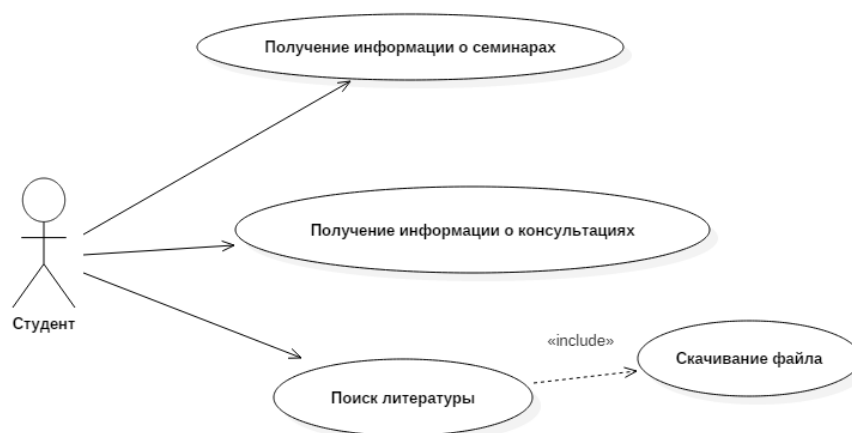 Получение информации о семинарах
Получение информации о консультациях
Студент
«include»
Скачивание файла
Поиск литературы